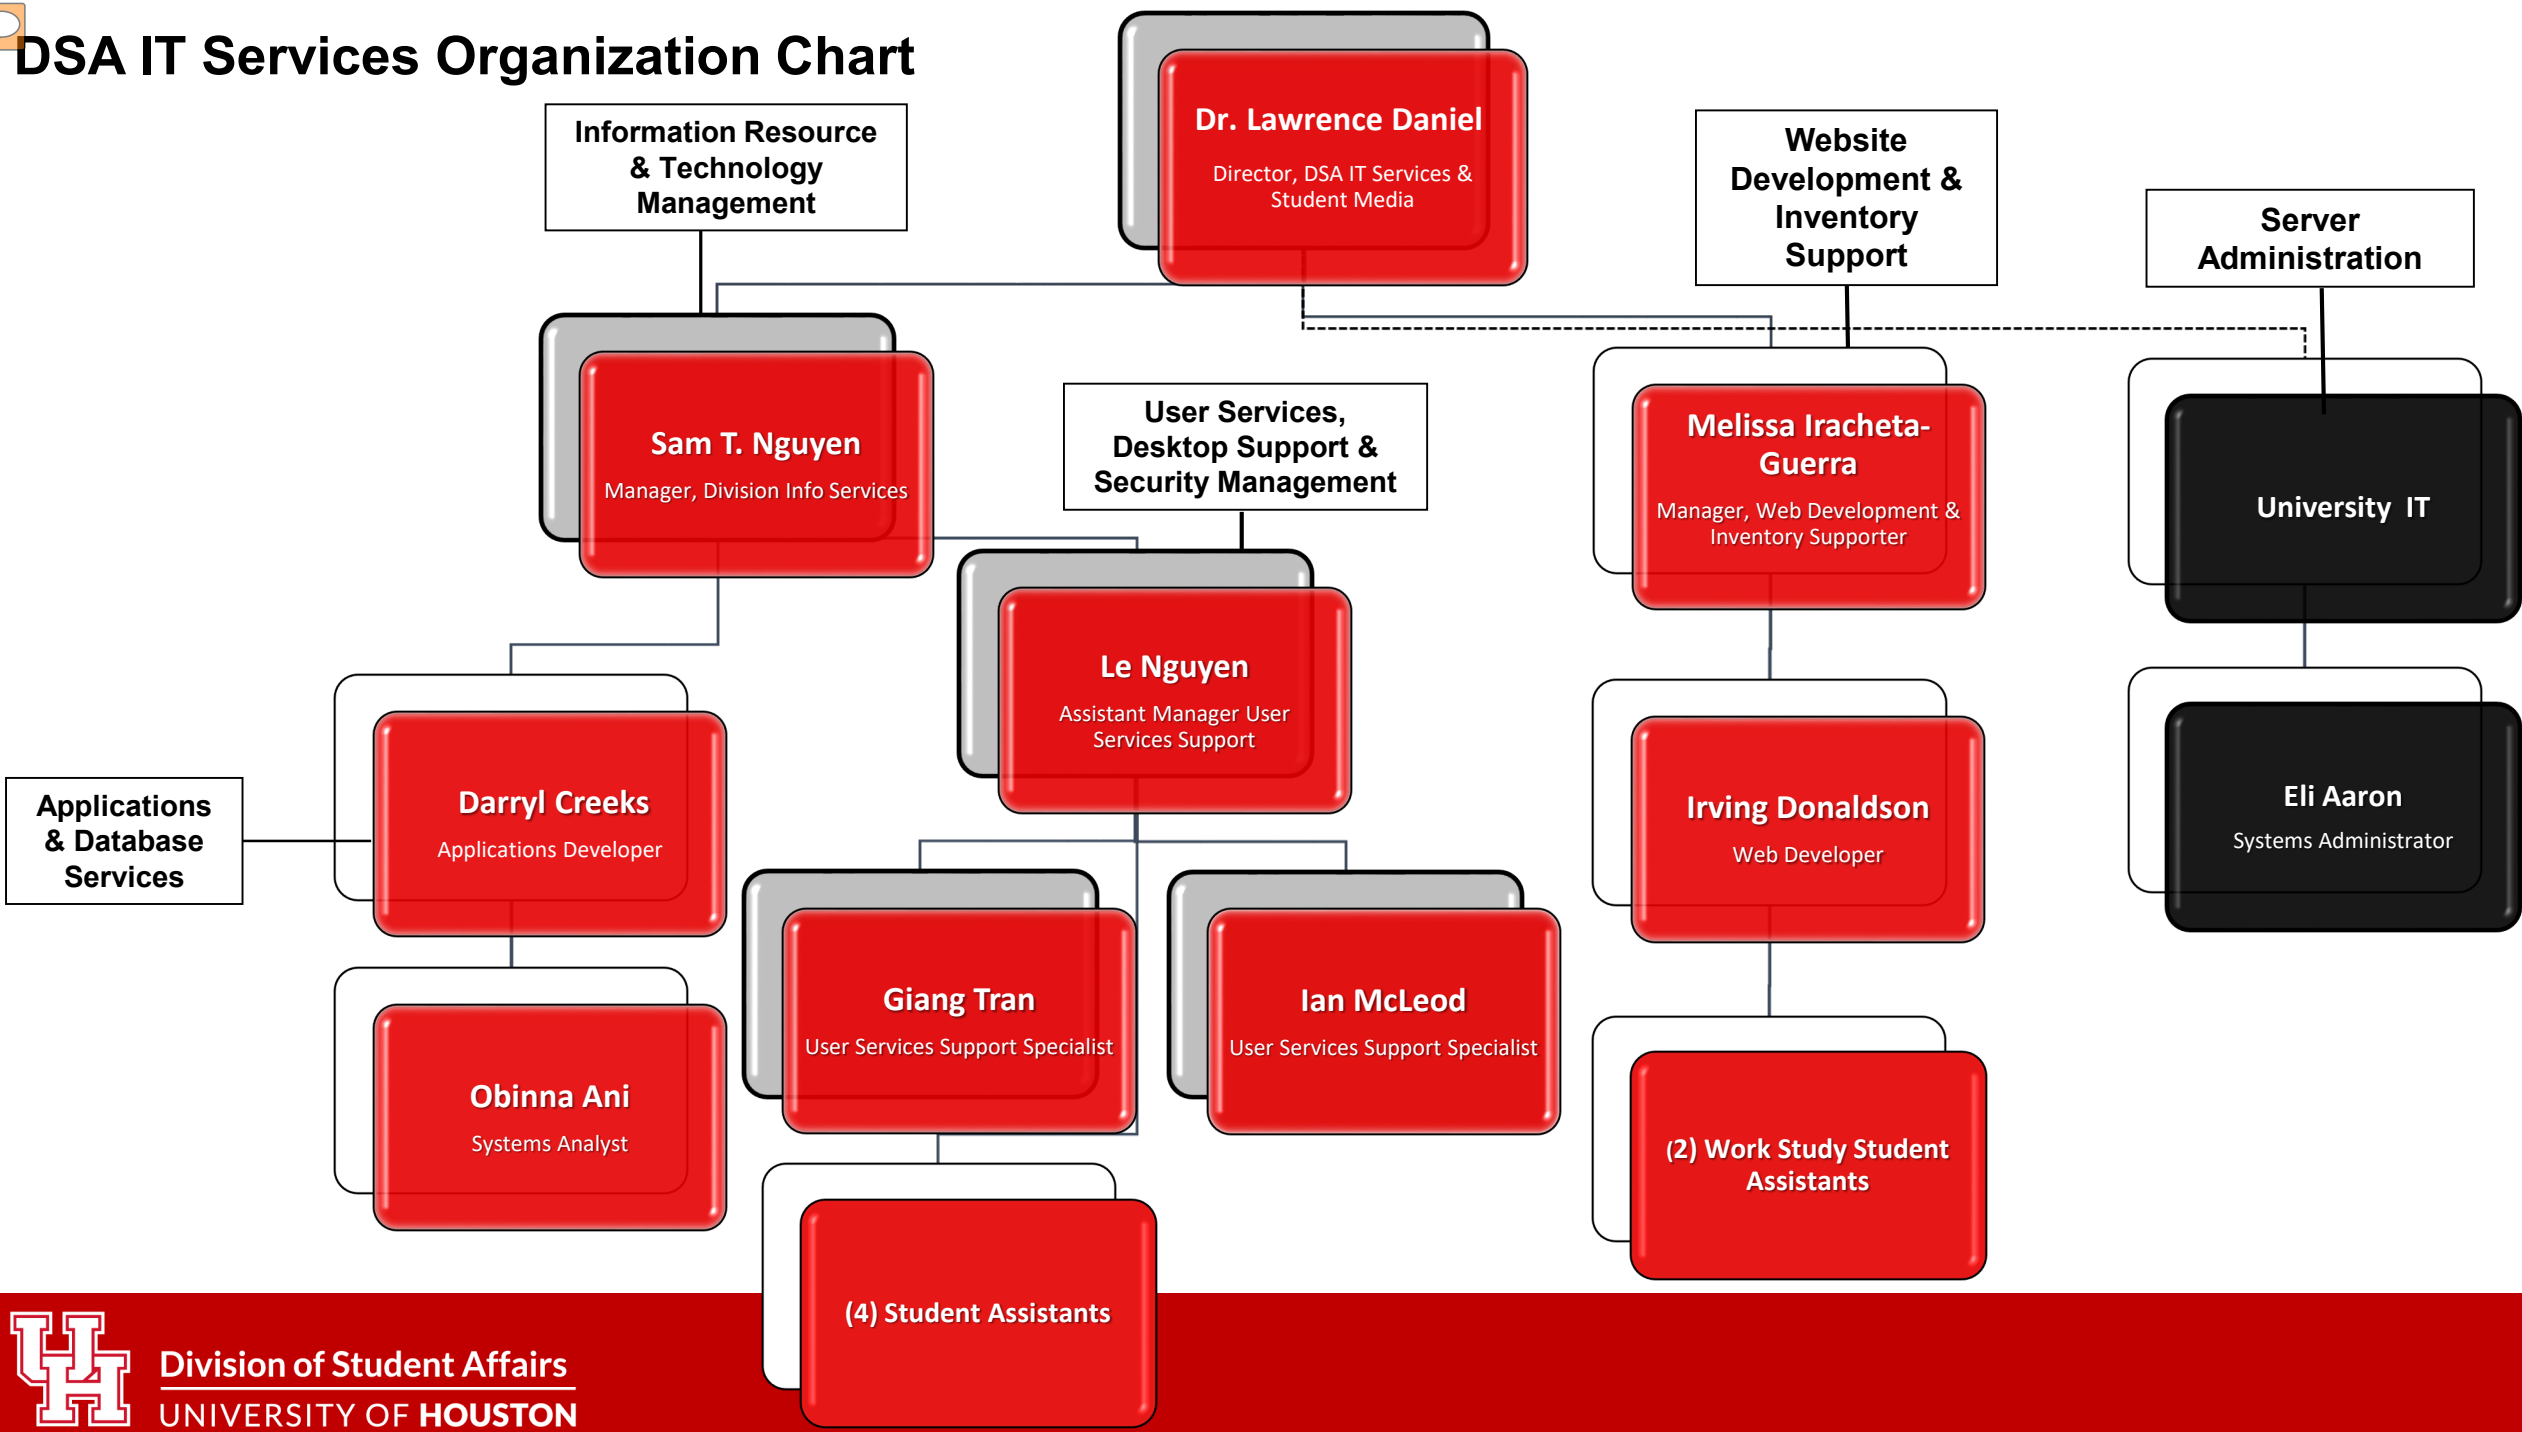 DSA IT Services Organization Chart
Information Resource
& Technology
Management
Dr. Lawrence Daniel
Director, DSA IT Services &
Student Media
Website
Development &
Inventory
Support
Server
Administration
Sam T. Nguyen
Manager, Division Info Services
User Services,
Desktop Support &
Security Management
Melissa Iracheta-
Guerra
Manager, Web Development &
Inventory Supporter
University IT
Le Nguyen
Assistant Manager User
Services Support
Applications
& Database
Services
Darryl Creeks
Applications Developer
Irving Donaldson
Web Developer
Eli Aaron
Systems Administrator
Giang Tran
User Services Support Specialist
Ian McLeod
User Services Support Specialist
Obinna Ani
Systems Analyst
(2) Work Study Student
Assistants
(4) Student Assistants
UH
Division of Student Affairs
UNIVERSITY OF HOUSTON